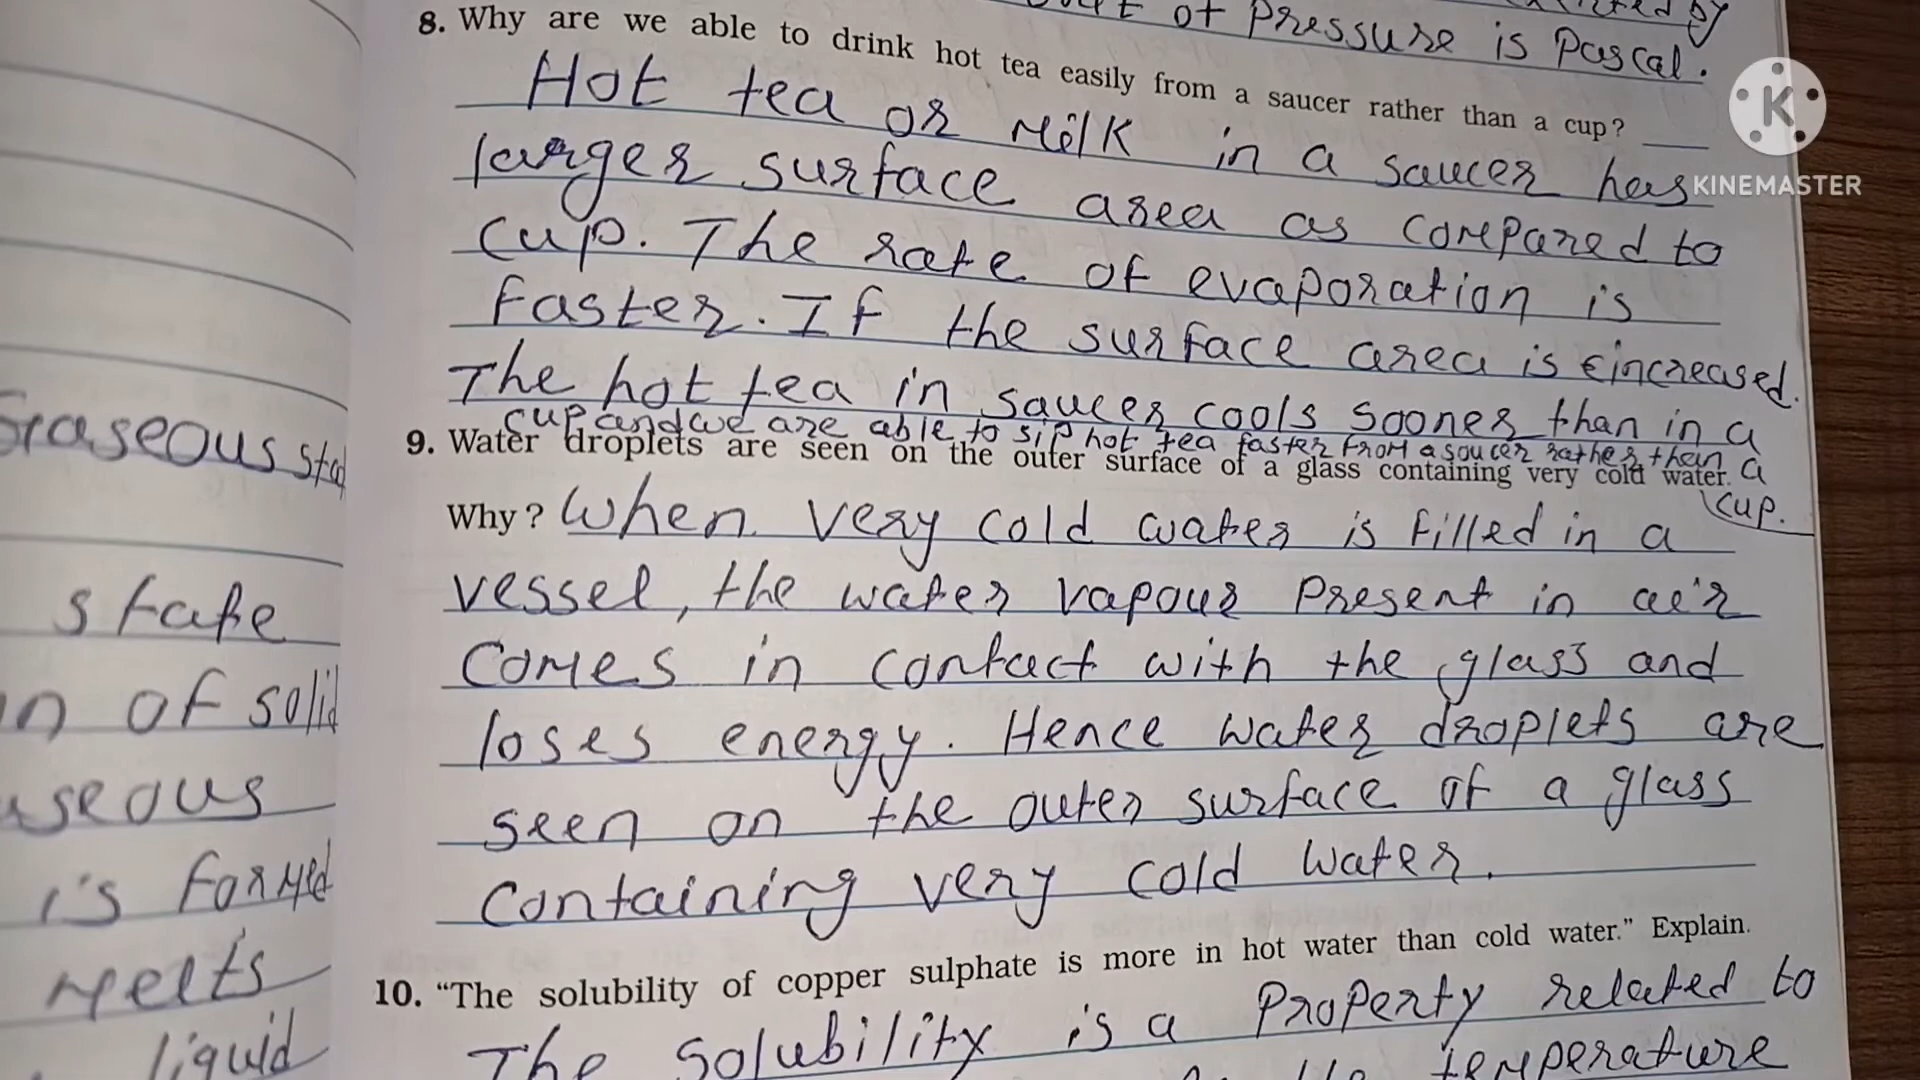 of Pressure is Pascal.
8. Why are we able to drink hot tea easily from a saucer rather than a cup?
Hot tea or milk in a saucer has
larger surface area as compared to
cup. The rate of evaporation is
faster. If the surface area is increased.
The hot tea in saucer cools sooner than in a
cup and we are able to sip hot tea faster from a soucer rather than a
cup.
9. Water droplets are seen on the outer surface of a glass containing very cold water.
Why? When very cold water is filled in a
vessel, the water vapour present in air
comes in contact with the glass and
loses energy. Hence water droplets are
seen on the outer surface of a glass
containing very cold water.
10. "The solubility of copper sulphate is more in hot water than cold water." Explain.
The solubility is a property related to
temperature
Gaseous
state
of solid
is formed
melts
liquid
K
KINEMASTER